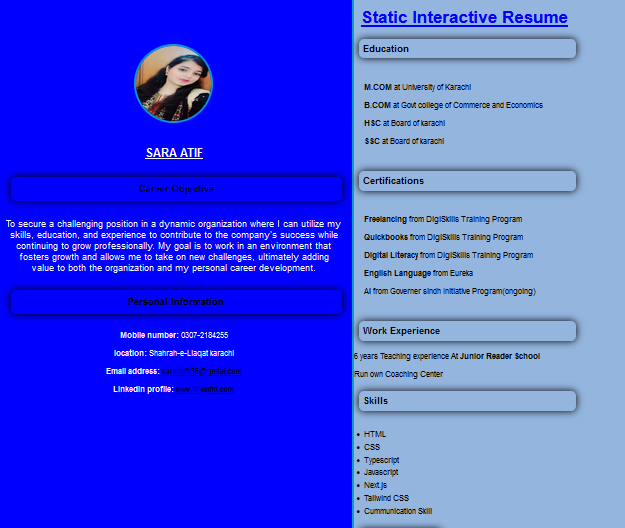 SARA ATIF
Career Objective
To secure a challenging position in a dynamic organization where I can utilize my
skills, education, and experience to contribute to the company's success while
continuing to grow professionally. My goal is to work in an environment that
fosters growth and allows me to take on new challenges, ultimately adding
value to both the organization and my personal career development.
Personal Information
Mobile number: 0307-2184255
location: Shahrah-e-Liaqat karachi
Email address:
Linkedin profile:
Static Interactive Resume
Education
M.COM at University of Karachi
B.COM at Govt college of Commerce and Economics
HSC at Board of karachi
SSC at Board of karachi
Certifications
Freelancing from DigiSkills Training Program
Quickbooks from DigiSkills Training Program
Digital Literacy from DigiSkills Training Program
English Language from Eureka
AI from Governer sindh Initiative Program(ongoing)
Work Experience
6 years Teaching experience At Junior Reader School
Run own Coaching Center
Skills
HTML
CSS
Typescript
Javascript
Next.js
Tailwind CSS
Cummunication Skill